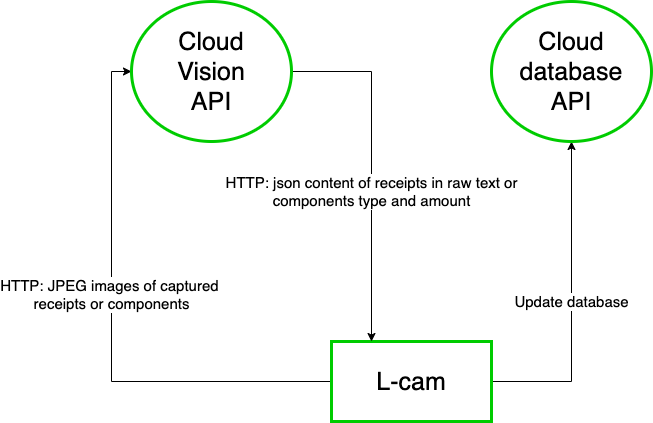 Cloud
Vision
API
Cloud
database
API
HTTP: json content of receipts in raw text or
components type and amount
HTTP: JPEG images of captured
receipts or components
Update database
L-cam